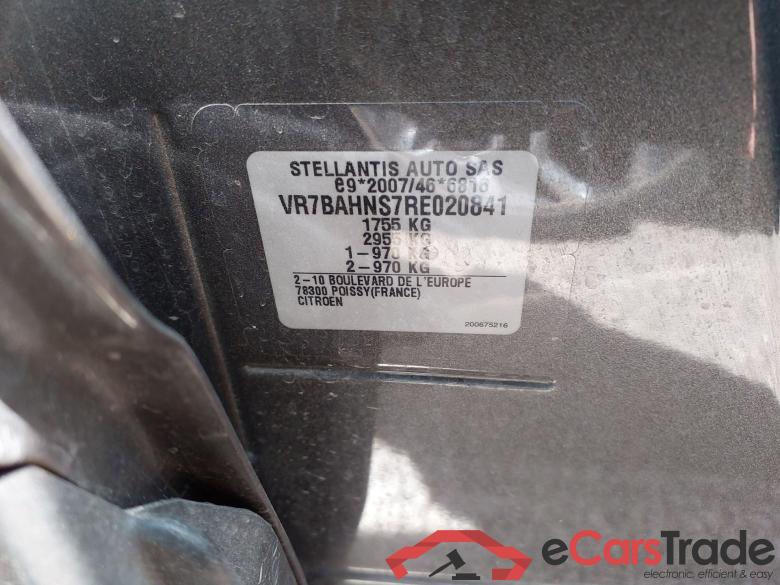 STELLANTIS AUTO SAS
e9*2007/46*6816
VR7BAHNS7RE020841
1755 KG
2955 KG
1-970 KG
2-970 KG
2-10 BOULEVARD DE L'EUROPE
78300 POISSY(FRANCE)
CITROEN
200675216
eCarsTrade
electronic, efficient & easy